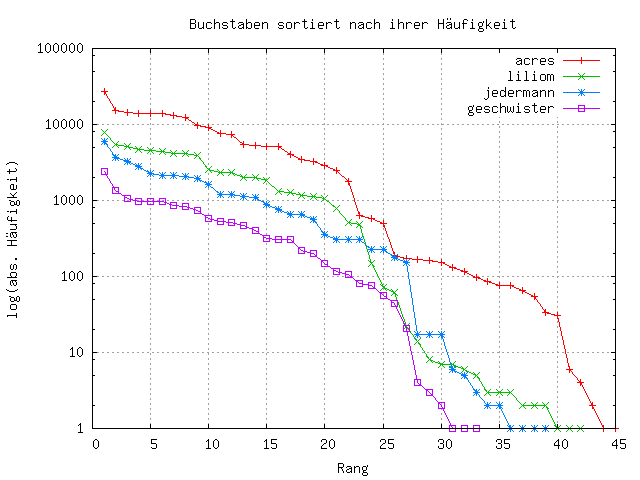 Buchstaben sortiert nach ihrer Häufigkeit
log(abs. Häufigkeit)
100000
10000
1000
100
10
1
acres
liliom
jedermann
geschwister
0 5 10 15 20 25 30 35 40 45
Rang